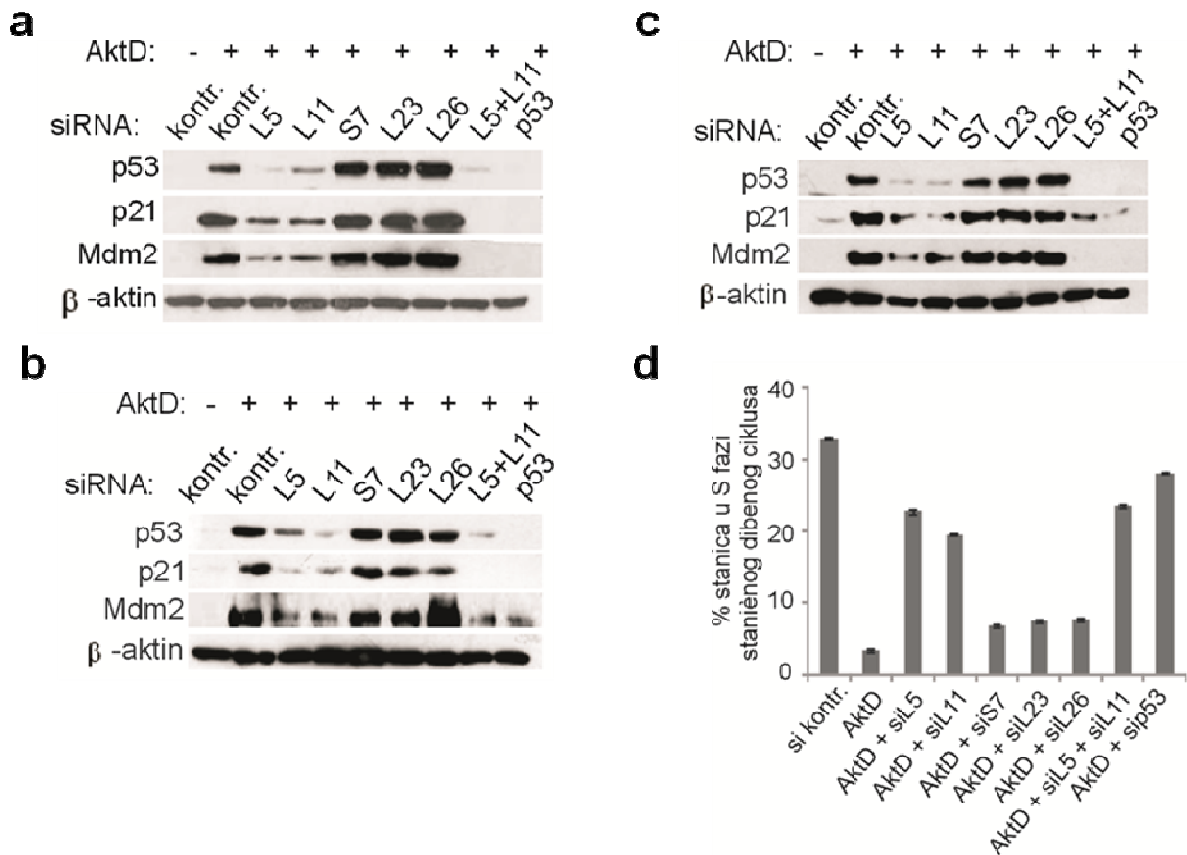 a
AktD: - + + + + + + + +
siRNA: kontr. kontr. L5 L11 S7 L23 L26 L5+L11 p53
p53
p21
Mdm2
β -aktin
b
AktD: - + + + + + + + +
siRNA: kontr. kontr. L5 L11 S7 L23 L26 L5+L11 p53
p53
p21
Mdm2
β -aktin
c
AktD: - + + + + + + + +
siRNA: kontr. kontr. L5 L11 S7 L23 L26 L5+L11 p53
p53
p21
Mdm2
β-aktin
d
% stanica u S fazi
staniènog dibenog ciklusa
40
30
20
10
0
si kontr.
AktD
AktD + siL5
AktD + siL11
AktD + siS7
AktD + siL23
AktD + siL26
AktD + siL5 + siL11
AktD + sip53